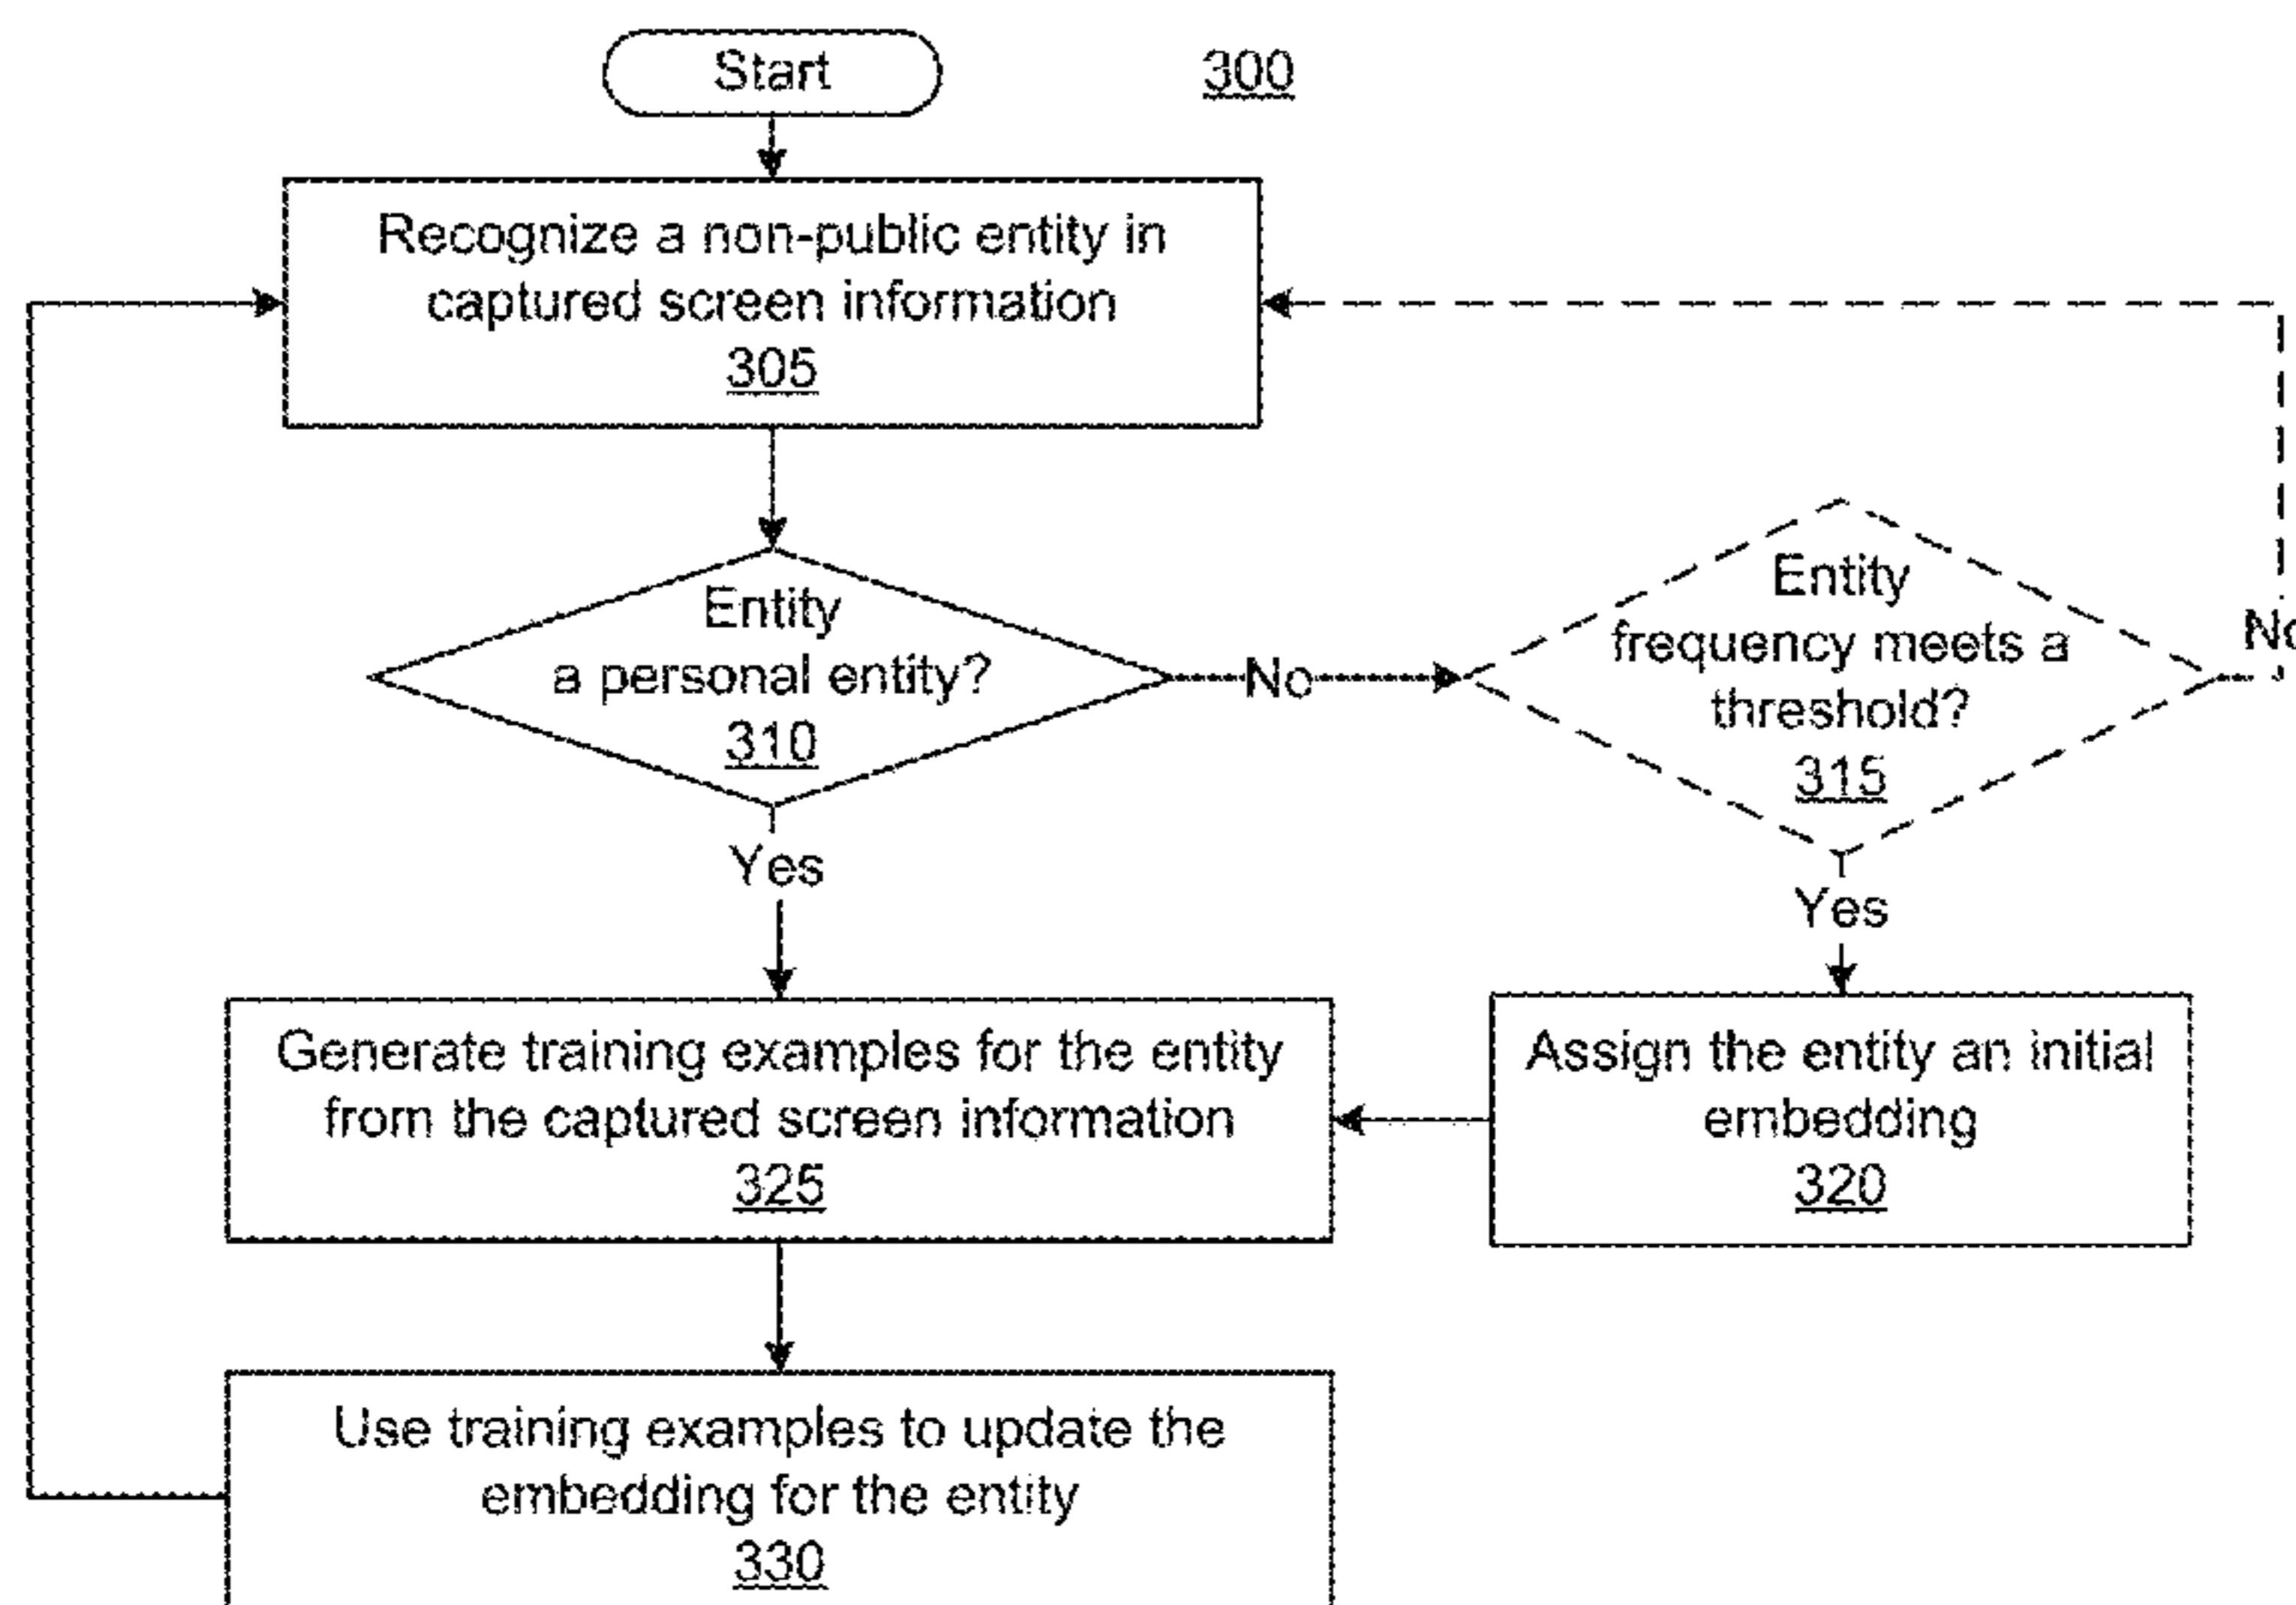 Start
300
Recognize a non-public entity in
captured screen information
305
Entity
a personal entity?
310
No
Entity
frequency meets a
threshold?
315
No
Yes
Yes
Generate training examples for the entity
from the captured screen information
325
Assign the entity an initial
embedding
320
Use training examples to update the
embedding for the entity
330